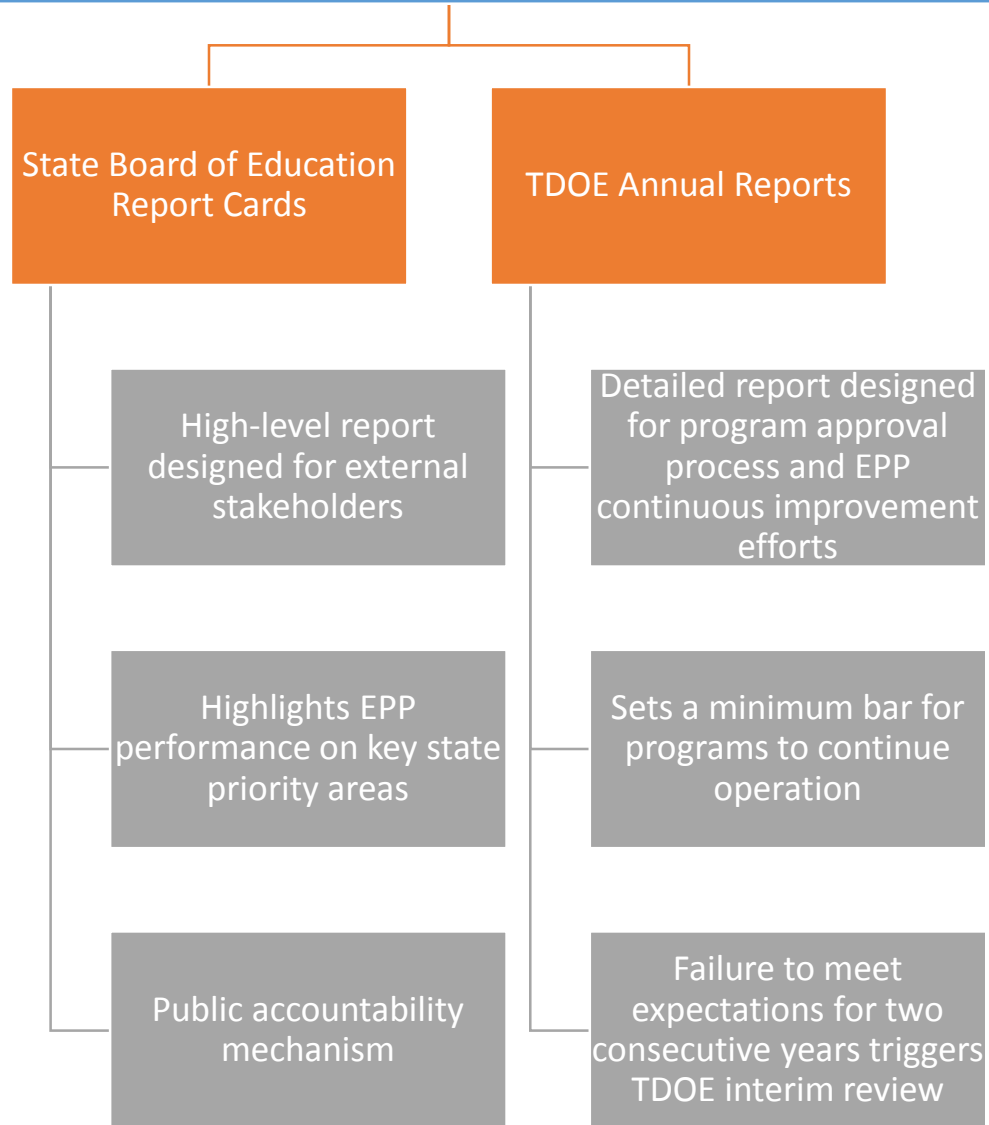 State Board of Education
Report Cards
TDOE Annual Reports
High-level report
designed for external
stakeholders
Detailed report designed
for program approval
process and EPP
continuous improvement
efforts
Highlights EPP
performance on key state
priority areas
Sets a minimum bar for
programs to continue
operation
Public accountability
mechanism
Failure to meet
expectations for two
consecutive years triggers
TDOE interim review